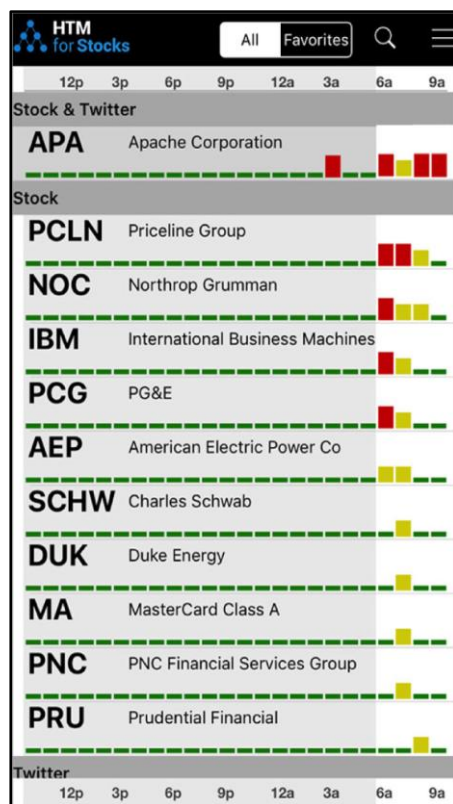 HTM
for Stocks
All Favorites
12p 3p 6p 9p 12a 3a 6a 9a
Stock & Twitter
APA Apache Corporation
Stock
PCLN Priceline Group
NOC Northrop Grumman
IBM International Business Machines
PCG PG&E
AEP American Electric Power Co
SCHW Charles Schwab
DUK Duke Energy
MA MasterCard Class A
PNC PNC Financial Services Group
PRU Prudential Financial
Twitter
12p 3p 6p 9p 12a 3a 6a 9a